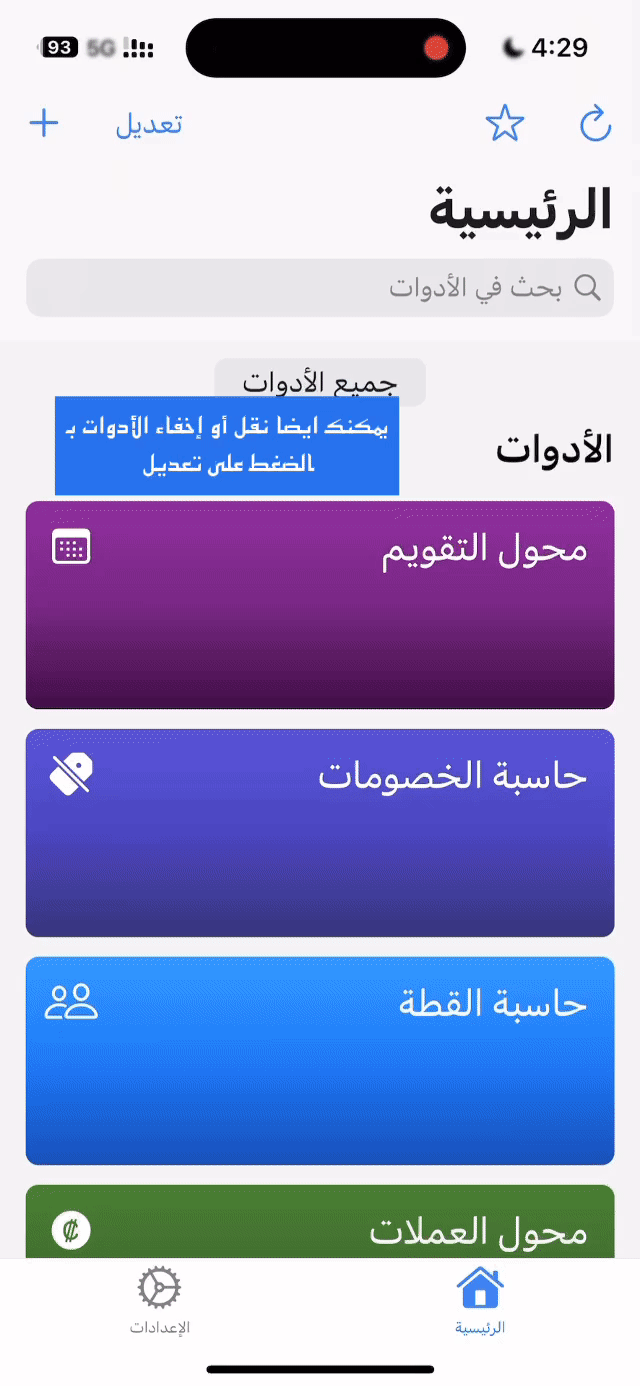 4:29
5G
93
تعديل
الرئيسية
بحث في الأدوات
جميع الأدوات
يمكنك ايضا نقل أو إخفاء الأدوات بـ
الضغط على تعديل
الأدوات
محول التقويم
حاسبة الخصومات
حاسبة القطة
محول العملات
الرئيسية
الإعدادات